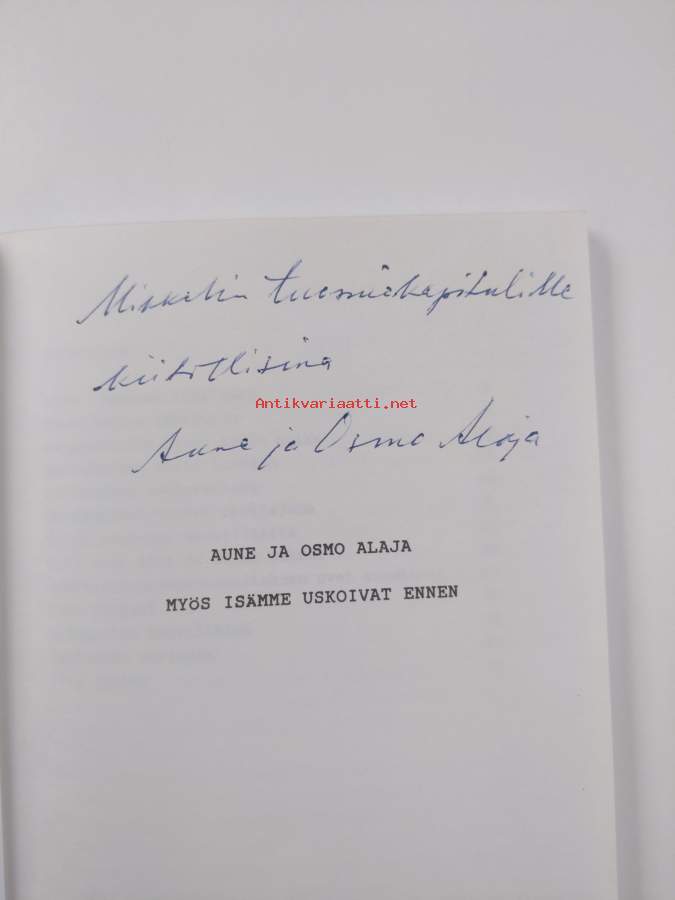 Mikkelin tuomiokapitulille
kiitollisina
Antikvariaatti.net
Aune ja Osmo Alaja
AUNE JA OSMO ALAJA
MYÖS ISÄMME USKOIVAT ENNEN